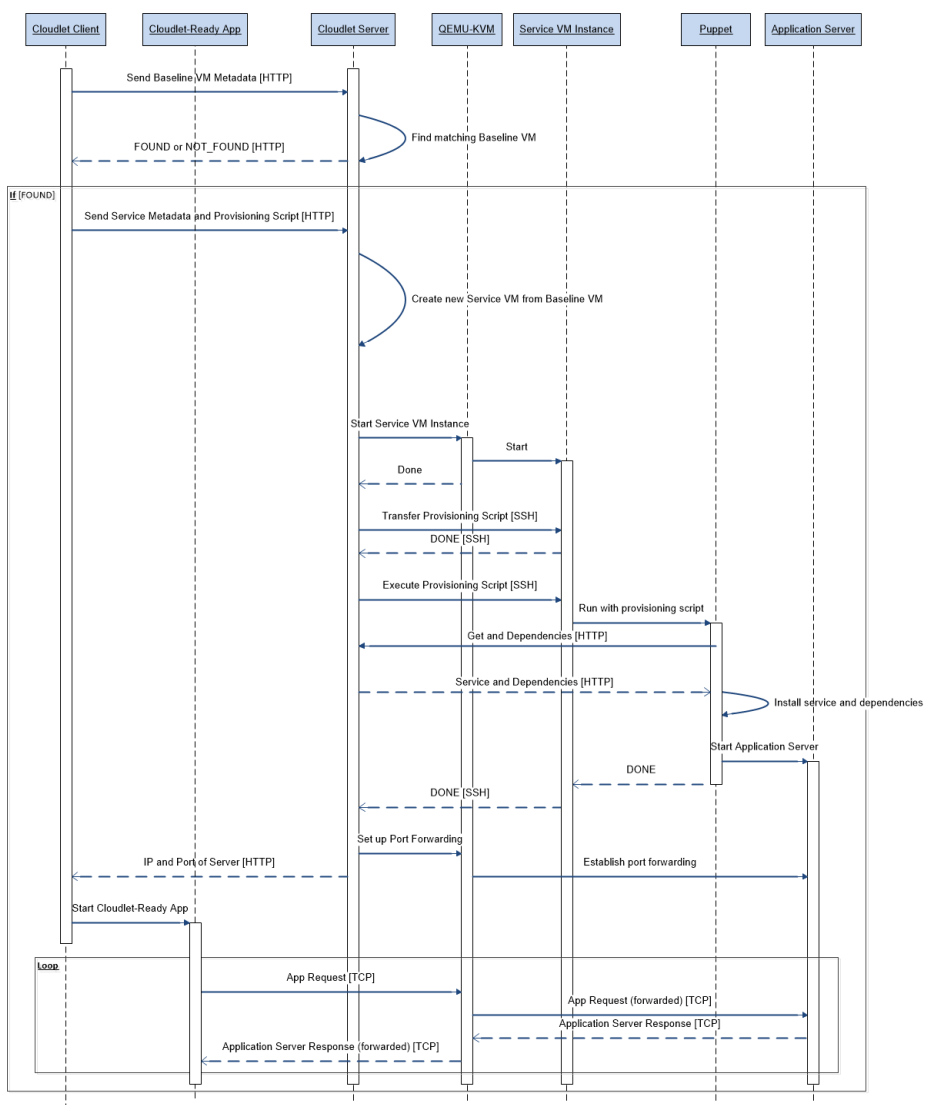 Cloudlet Client
Cloudlet-Ready App
Cloudlet Server
QEMU-KVM
Service VM Instance
Puppet
Application Server
Send Baseline VM Metadata [HTTP]
Find matching Baseline VM
FOUND or NOT_FOUND [HTTP]
If [FOUND]
Send Service Metadata and Provisioning Script [HTTP]
Create new Service VM from Baseline VM
Start Service VM Instance
Start
Done
Transfer Provisioning Script [SSH]
DONE [SSH]
Execute Provisioning Script [SSH]
Run with provisioning script
Get and Dependencies [HTTP]
Service and Dependencies [HTTP]
Install service and dependencies
Start Application Server
DONE
DONE [SSH]
Set up Port Forwarding
IP and Port of Server [HTTP]
Establish port forwarding
Start Cloudlet-Ready App
Loop
App Request [TCP]
App Request (forwarded) [TCP]
Application Server Response [TCP]
Application Server Response (forwarded) [TCP]